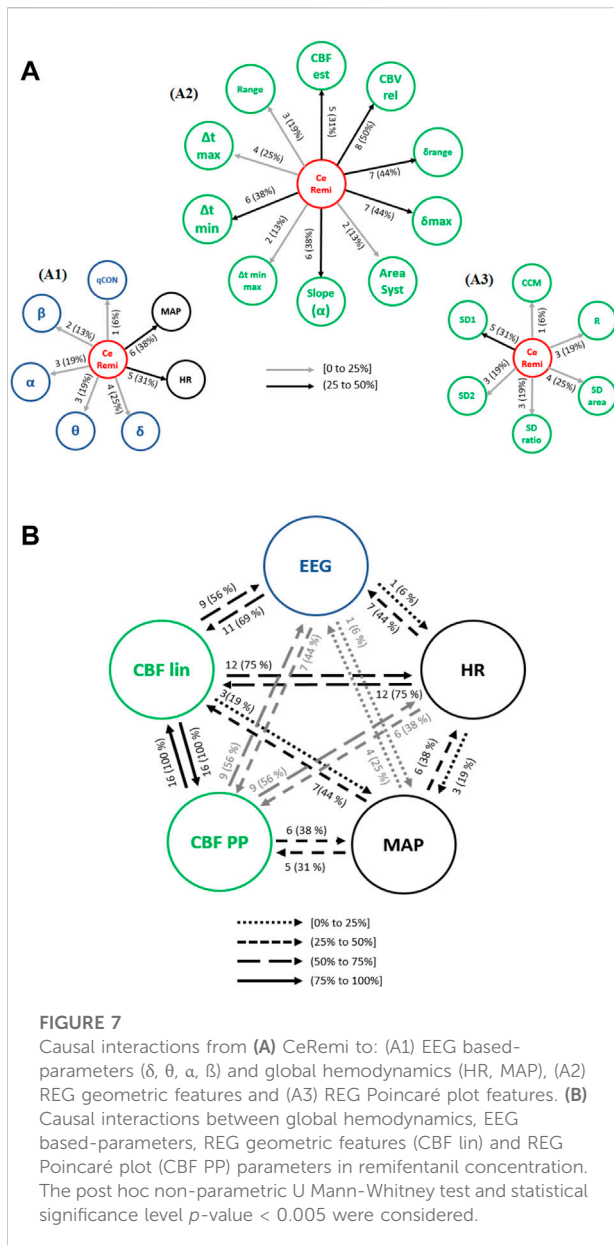 A
(A2)
CBF
est
CBV
rel
Range
δrange
Δt
max
Δt
min
δmax
Δt min
max
Slope
(α)
Area
Syst
Ce
Remi
5 (31%)
8 (50%)
3 (19%)
7 (44%)
4 (25%)
6 (38%)
7 (44%)
2 (13%)
6 (38%)
2 (13%)
(A1)
qCON
MAP
β
HR
α
θ
δ
Ce
Remi
1 (6%)
2 (13%)
6 (38%)
3 (19%)
5 (31%)
3 (19%)
4 (25%)
[0 to 25%]
(25 to 50%]
(A3)
CCM
SD1
R
SD2
SD
area
SD
ratio
Ce
Remi
1 (6%)
5 (31%)
3 (19%)
3 (19%)
4 (25%)
3 (19%)
B
EEG
CBF lin
HR
CBF PP
MAP
9 (56 %)
11 (69 %)
1 (6 %)
7 (44 %)
7 (44 %)
1 (6 %)
12 (75 %)
12 (75 %)
3(19 %)
7(44 %)
6 (38 %)
9 (56 %)
9 (56 %)
4 (25 %)
6 (38 %)
3 (19 %)
16 (100 %)
16 (100 %)
6 (38 %)
5 (31 %)
[0% to 25%]
(25% to 50%]
(50% to 75%]
(75% to 100%]
FIGURE 7
Causal interactions from (A) CeRemi to: (A1) EEG based-
parameters (δ, θ, α, ß) and global hemodynamics (HR, MAP), (A2)
REG geometric features and (A3) REG Poincaré plot features. (B)
Causal interactions between global hemodynamics, EEG
based-parameters, REG geometric features (CBF lin) and REG
Poincaré plot (CBF PP) parameters in remifentanil concentration.
The post hoc non-parametric U Mann-Whitney test and statistical
significance level p-value < 0.005 were considered.